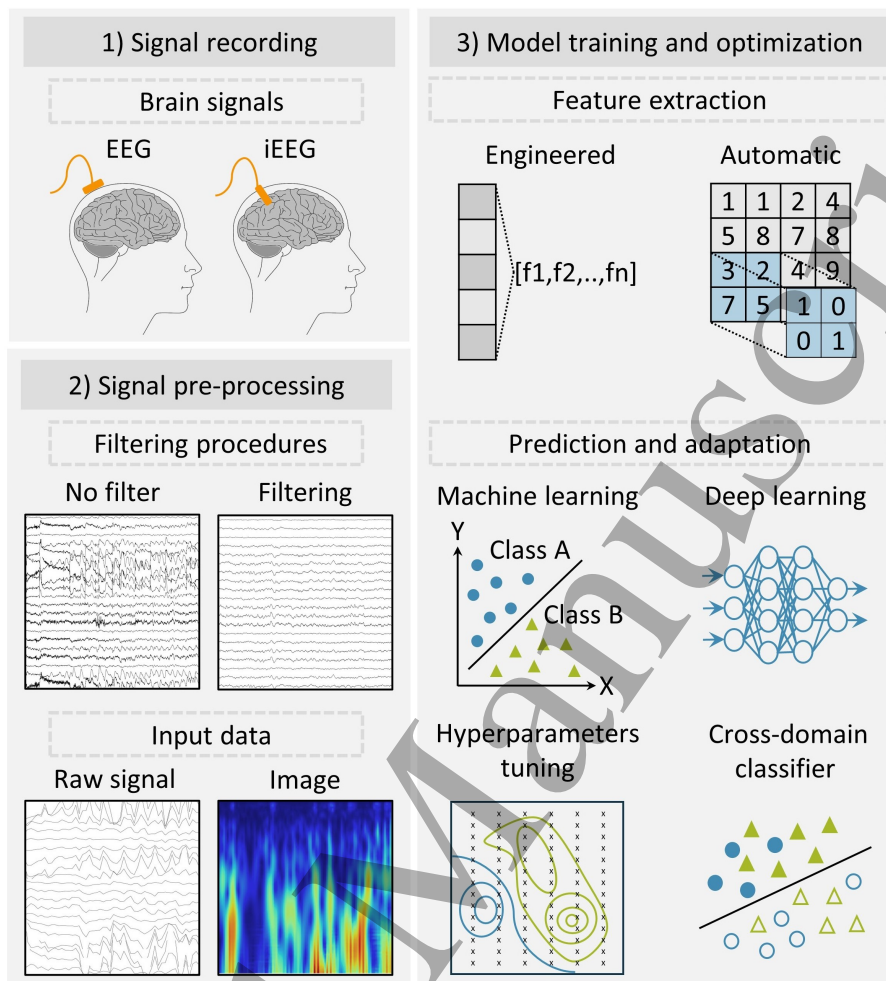 1) Signal recording
Brain signals
EEG
iEEG
2) Signal pre-processing
Filtering procedures
No filter
Filtering
Input data
Raw signal
Image
3) Model training and optimization
Feature extraction
Engineered
[f1,f2,..,fn]
Automatic
1 1 2 4
5 8 7 8
3 2 4 9
7 5 1 0
0 1
Prediction and adaptation
Machine learning
Y
Class A
Class B
X
Deep learning
Hyperparameters
tuning
Cross-domain
classifier
Manuscri